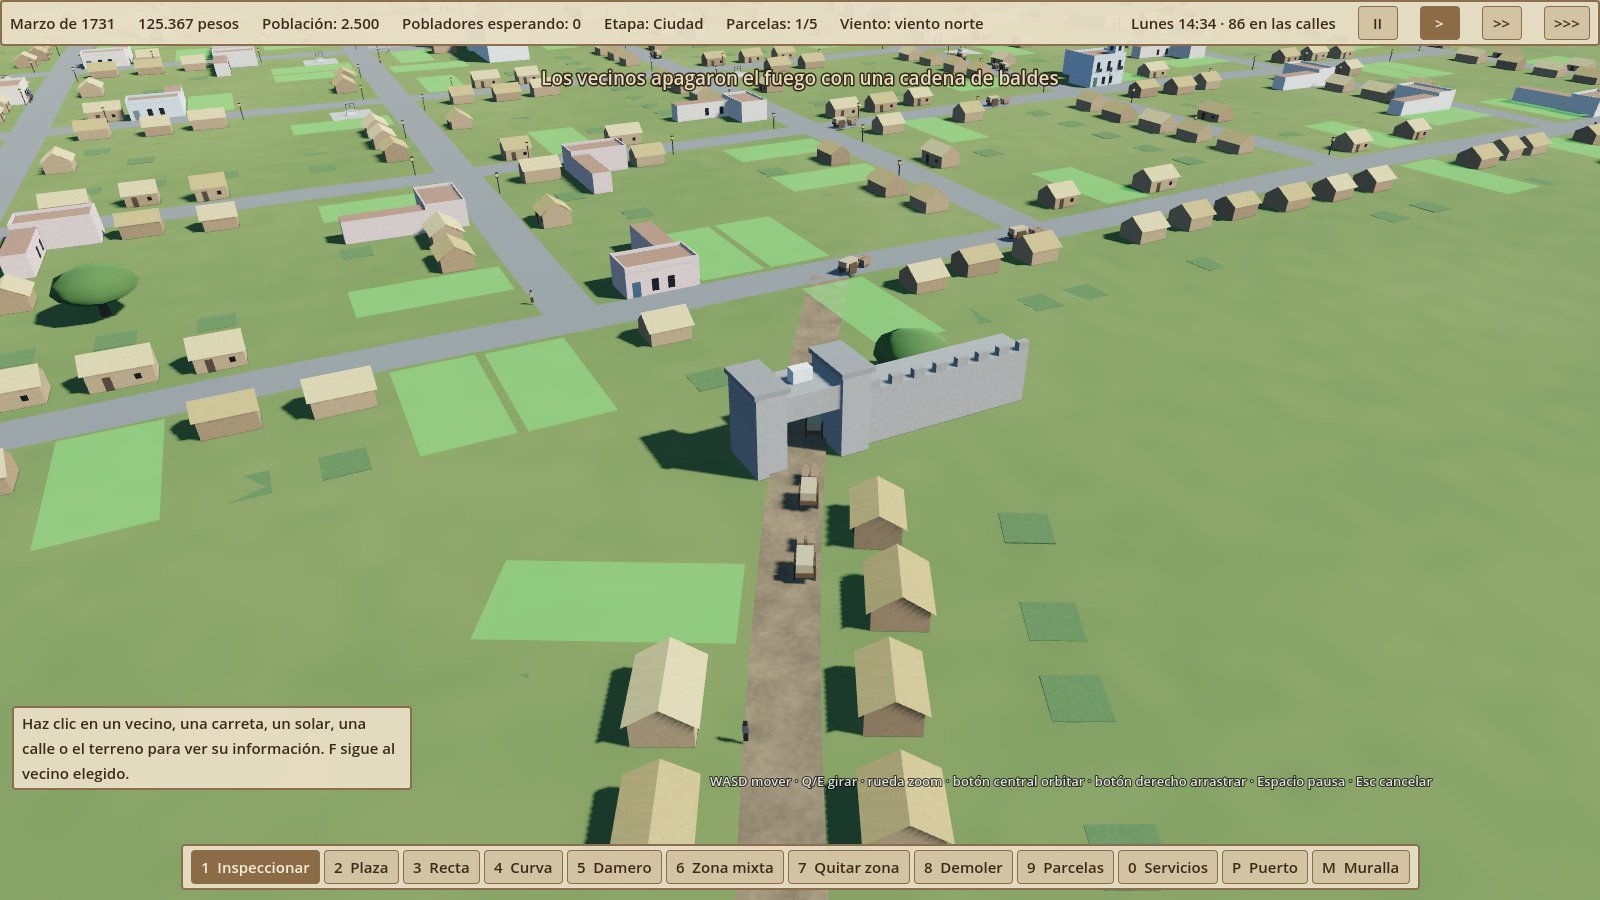 Marzo de 1731 125.367 pesos Población: 2.500 Pobladores esperando: 0 Etapa: Ciudad Parcelas: 1/5 Viento: viento norte Lunes 14:34 · 86 en las calles II > >> >>>
Los vecinos apagaron el fuego con una cadena de baldes
Haz clic en un vecino, una carreta, un solar, una
calle o el terreno para ver su información. F sigue al
vecino elegido.
WASD mover · Q/E girar · rueda zoom · botón central orbitar · botón derecho arrastrar · Espacio pausa · Esc cancelar
1 Inspeccionar 2 Plaza 3 Recta 4 Curva 5 Damero 6 Zona mixta 7 Quitar zona 8 Demoler 9 Parcelas 0 Servicios P Puerto M Muralla